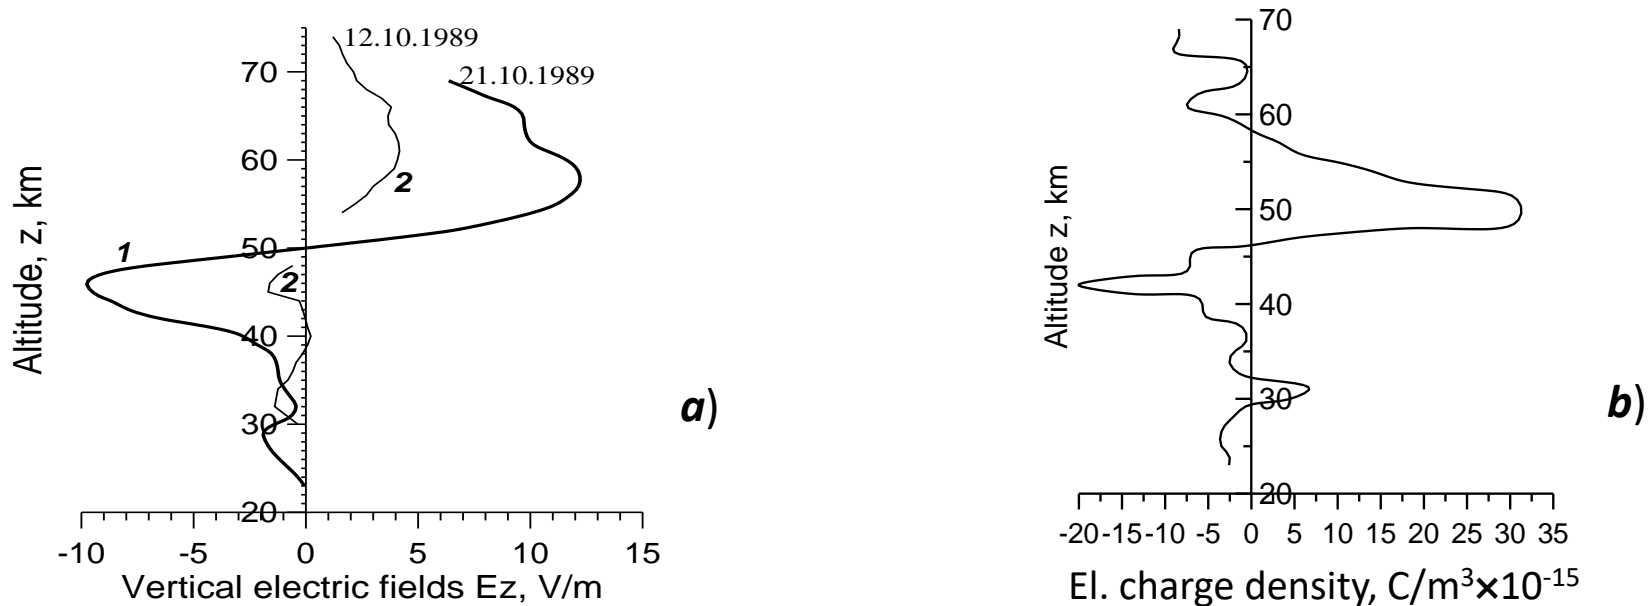 12.10.1989
21.10.1989
70
60
50
40
30
20
1
2
2
Altitude, z, km
-10 -5 0 5 10 15
Vertical electric fields Ez, V/m
a)
70
60
50
40
30
20
Altitude z, km
-20 -15 -10 -5 0 5 10 15 20 25 30 35
El. charge density, C/m³×10⁻¹⁵
b)